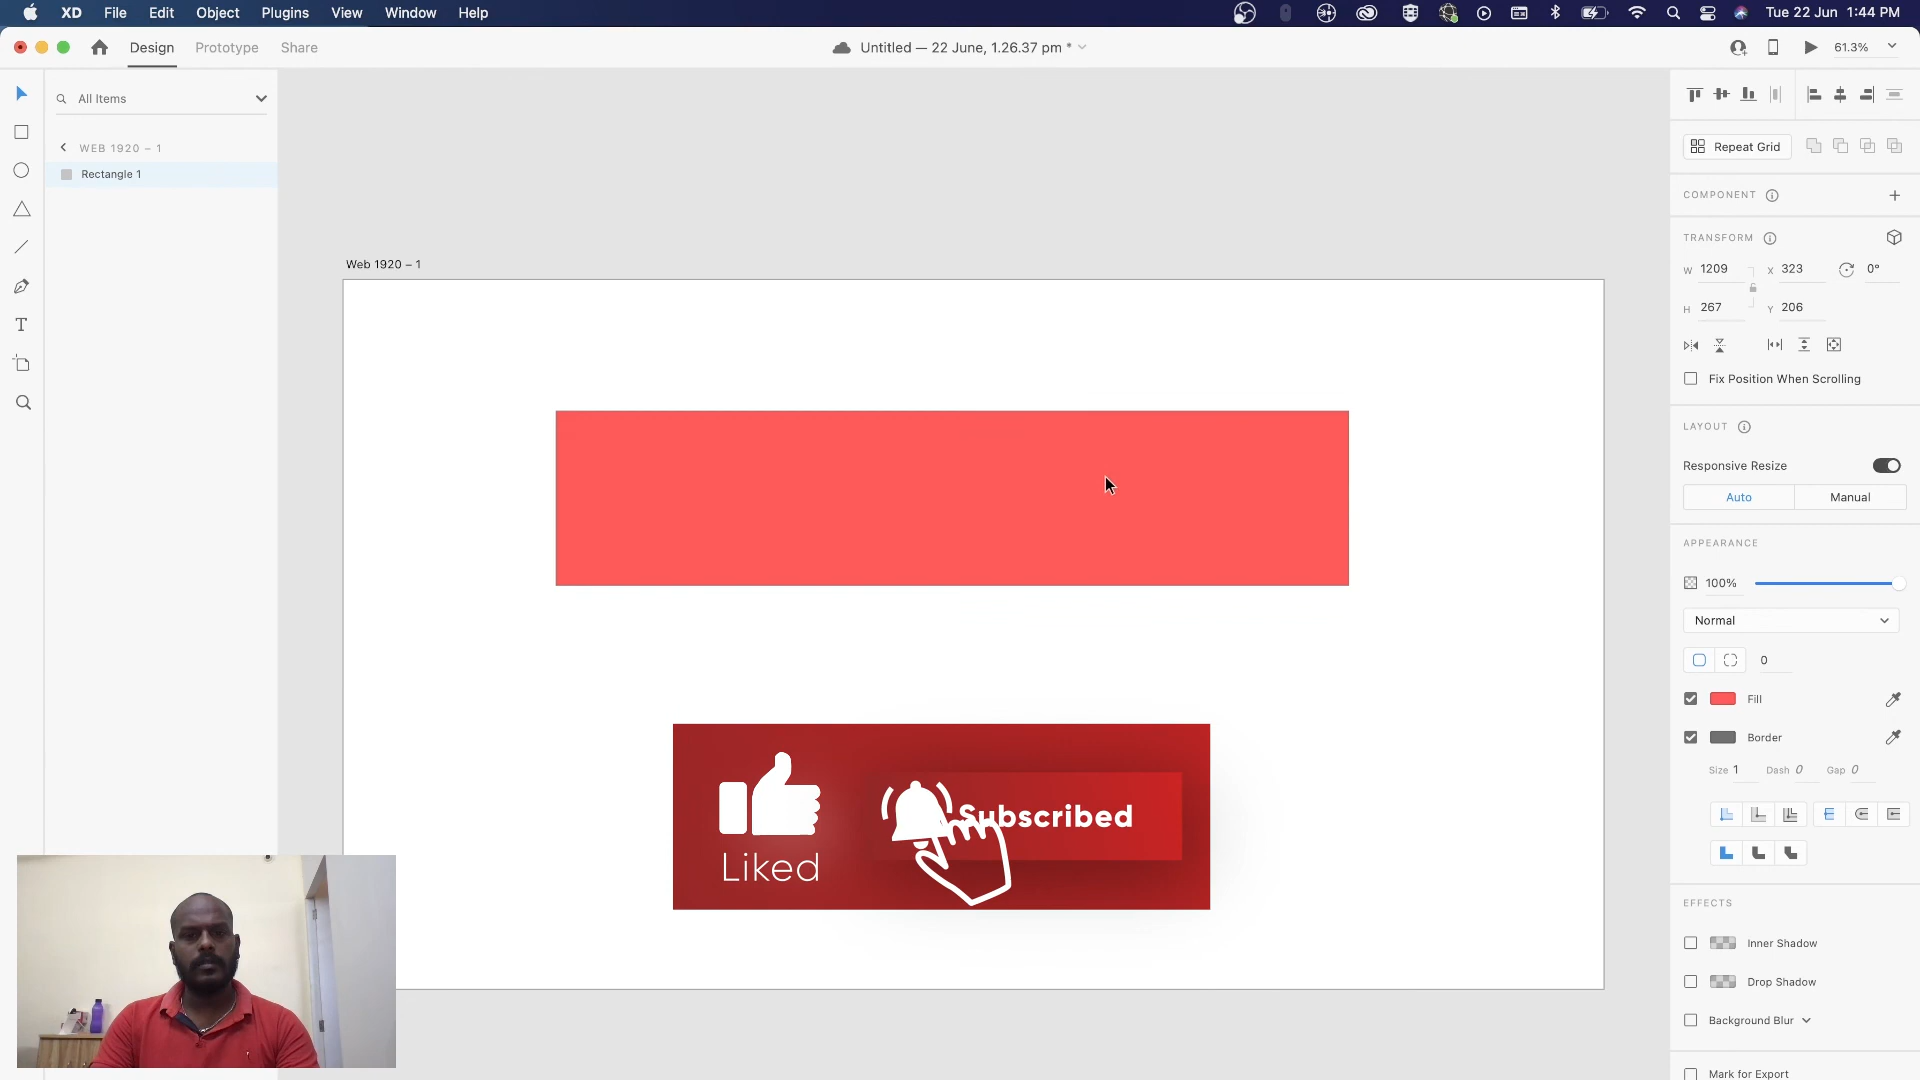 XD File Edit Object Plugins View Window Help
Tue 22 Jun 1:44 PM
Design Prototype Share
Untitled — 22 June, 1.26.37 pm *
61.3%
All Items
WEB 1920 – 1
Rectangle 1
Web 1920 – 1
Liked
Subscribed
Repeat Grid
COMPONENT
TRANSFORM
W 1209 X 323 0°
H 267 Y 206
Fix Position When Scrolling
LAYOUT
Responsive Resize
Auto Manual
APPEARANCE
100%
Normal
0
Fill
Border
Size 1 Dash 0 Gap 0
EFFECTS
Inner Shadow
Drop Shadow
Background Blur
Mark for Export